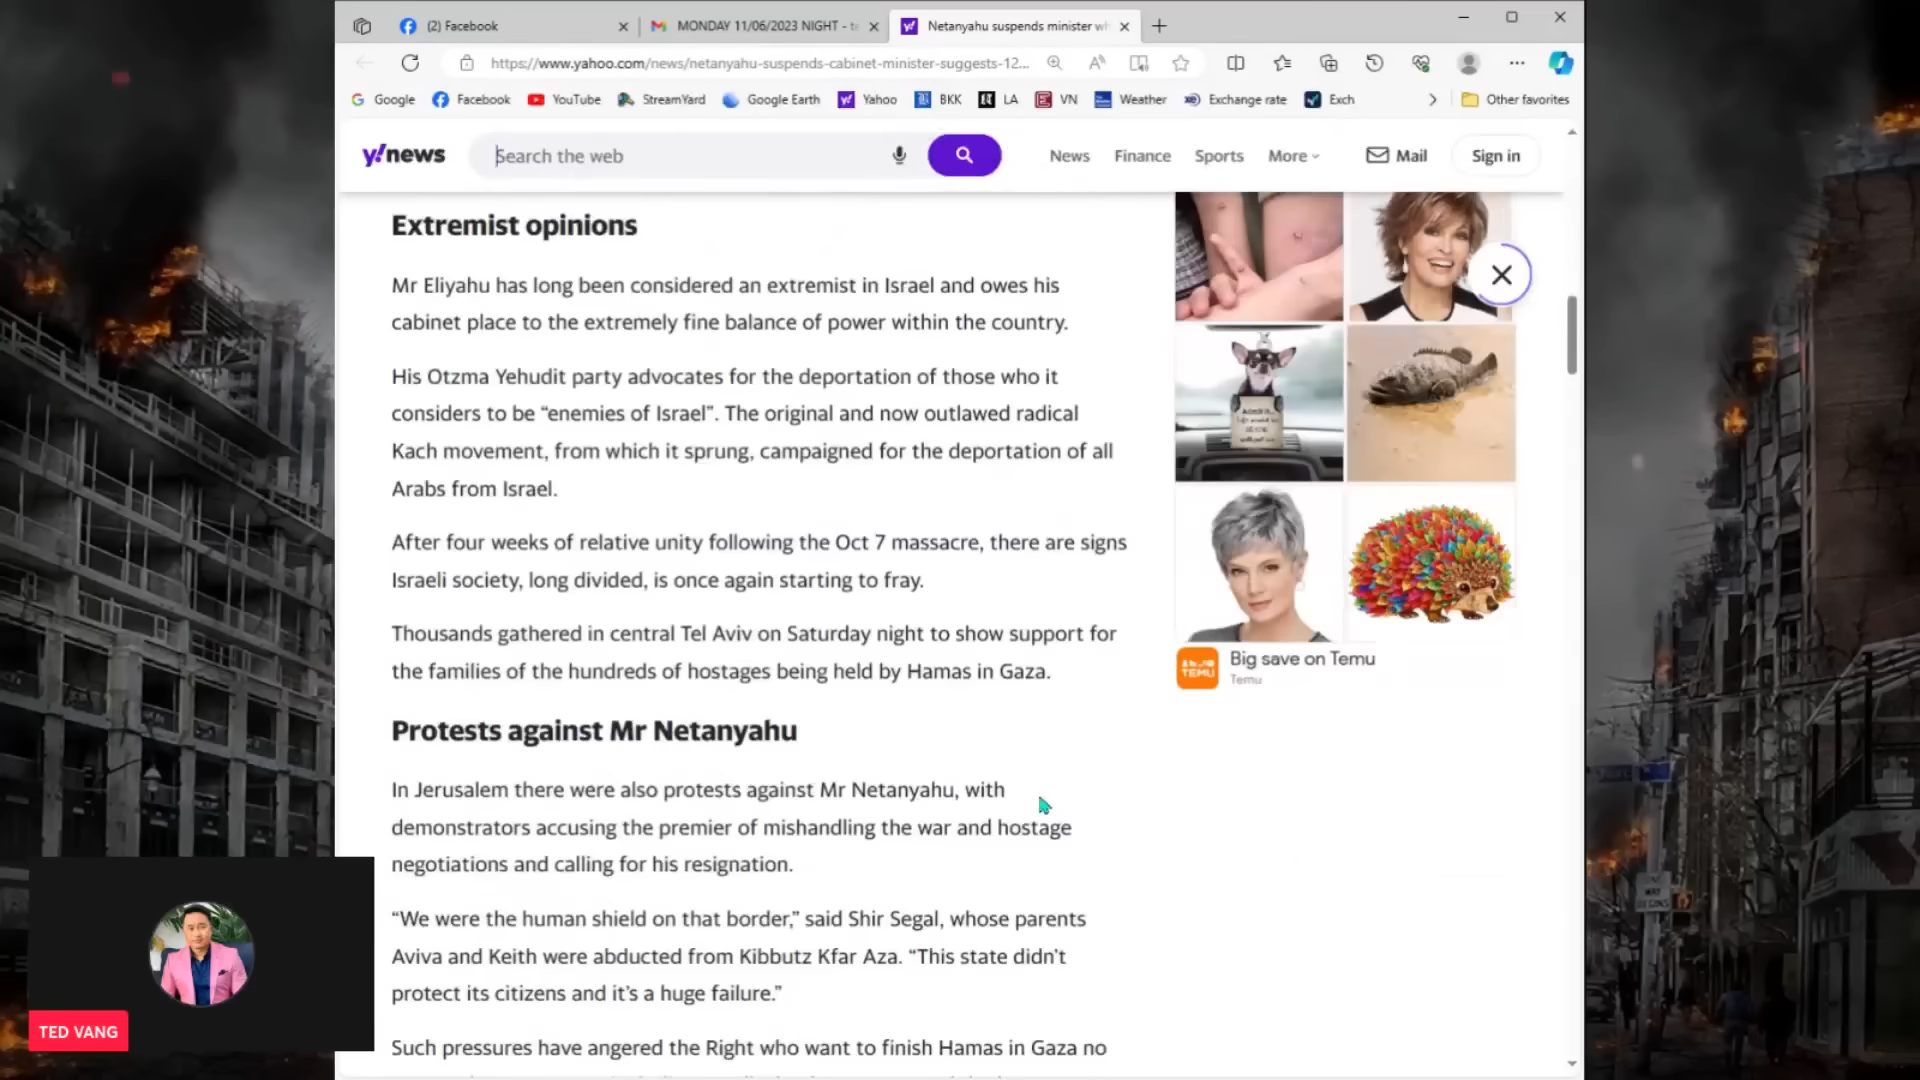 (2) Facebook
MONDAY 11/06/2023 NIGHT - te
Netanyahu suspends minister wh
https://www.yahoo.com/news/netanyahu-suspends-cabinet-minister-suggests-12...
Google Facebook YouTube StreamYard Google Earth Yahoo BKK LA VN Weather Exchange rate Exch Other favorites
y!news Search the web News Finance Sports More Mail Sign in
Extremist opinions
Mr Eliyahu has long been considered an extremist in Israel and owes his
cabinet place to the extremely fine balance of power within the country.
His Otzma Yehudit party advocates for the deportation of those who it
considers to be “enemies of Israel”. The original and now outlawed radical
Kach movement, from which it sprung, campaigned for the deportation of all
Arabs from Israel.
After four weeks of relative unity following the Oct 7 massacre, there are signs
Israeli society, long divided, is once again starting to fray.
Thousands gathered in central Tel Aviv on Saturday night to show support for
the families of the hundreds of hostages being held by Hamas in Gaza.
Big save on Temu
TEMU
Temu
Protests against Mr Netanyahu
In Jerusalem there were also protests against Mr Netanyahu, with
demonstrators accusing the premier of mishandling the war and hostage
negotiations and calling for his resignation.
“We were the human shield on that border,” said Shir Segal, whose parents
Aviva and Keith were abducted from Kibbutz Kfar Aza. “This state didn’t
protect its citizens and it’s a huge failure.”
Such pressures have angered the Right who want to finish Hamas in Gaza no
TED VANG